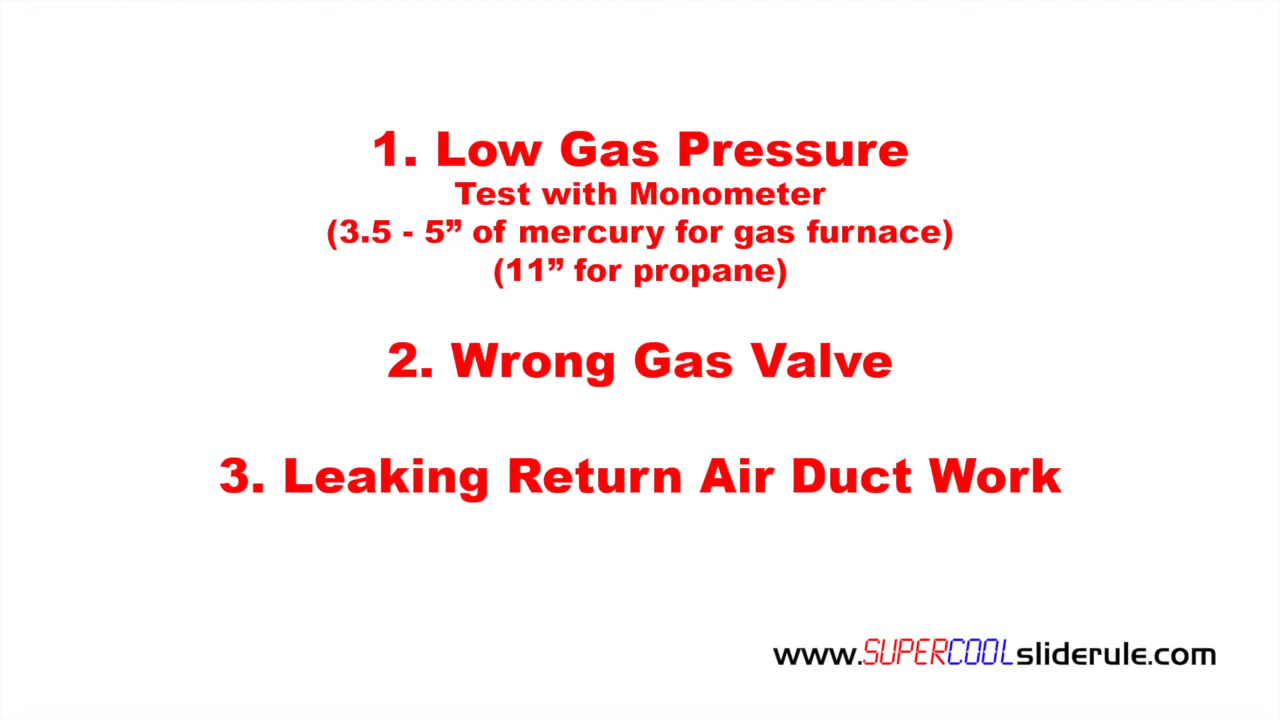 1. Low Gas Pressure
Test with Monometer
(3.5 - 5” of mercury for gas furnace)
(11” for propane)
2. Wrong Gas Valve
3. Leaking Return Air Duct Work
www.SUPERCOOLsliderule.com